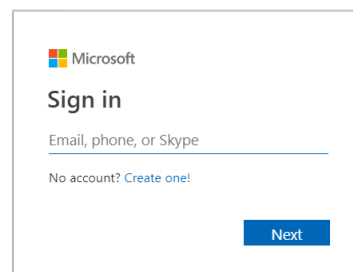 Microsoft
Sign in
Email, phone, or Skype
No account? Create one!
Next